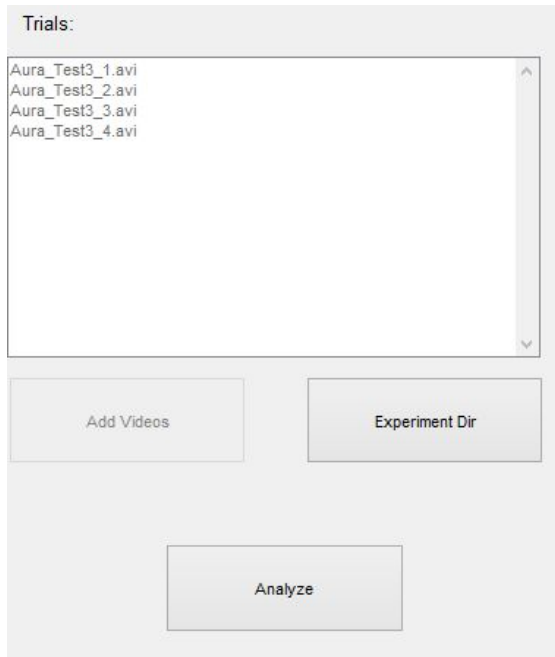 Trials:
Aura_Test3_1.avi
Aura_Test3_2.avi
Aura_Test3_3.avi
Aura_Test3_4.avi
Add Videos
Experiment Dir
Analyze